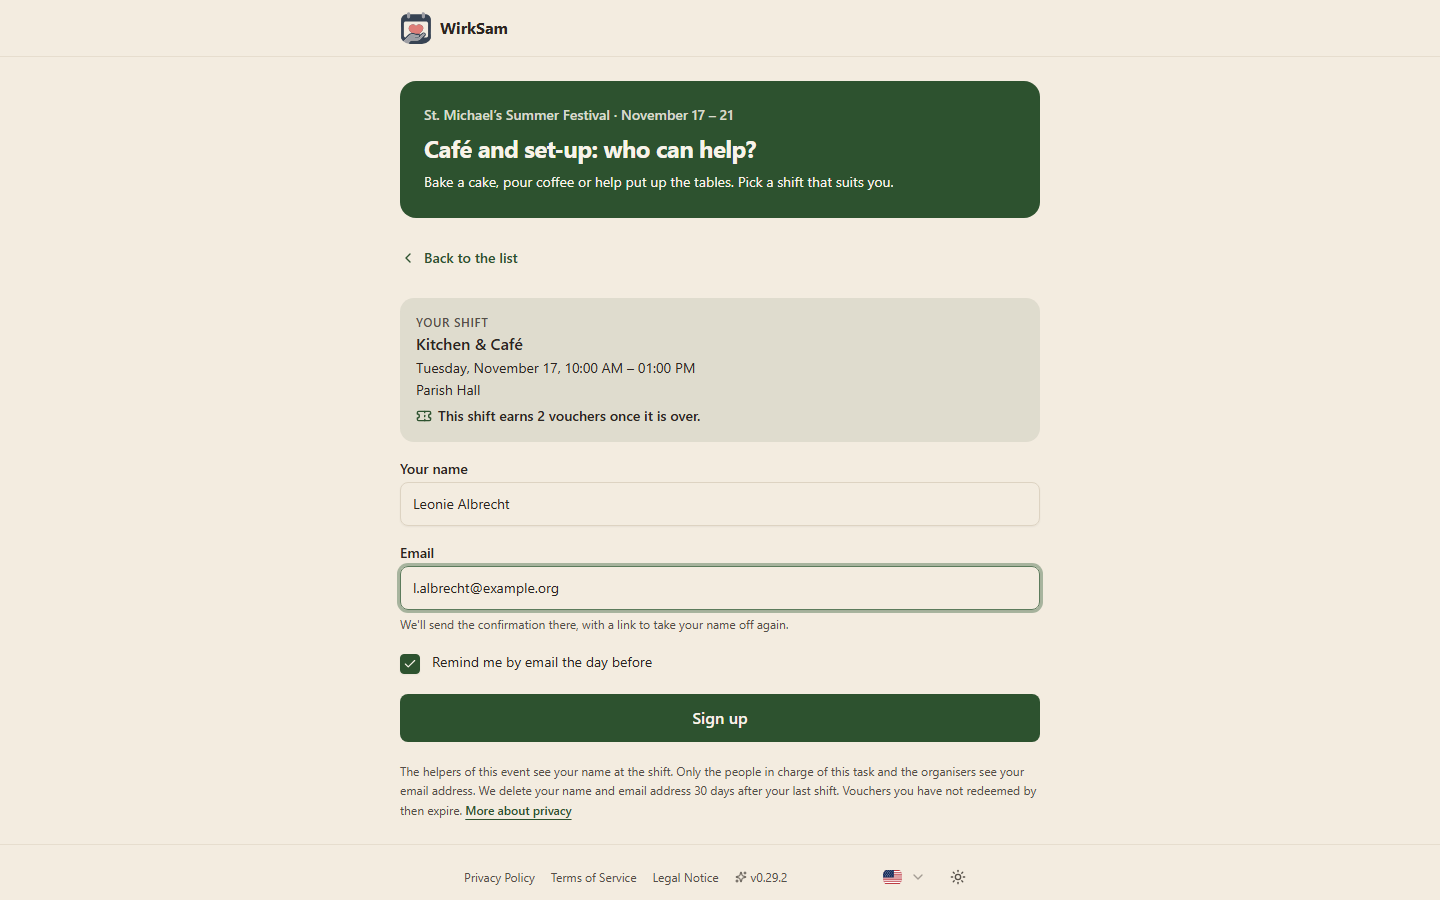 WirkSam
St. Michael's Summer Festival · November 17 – 21
Café and set-up: who can help?
Bake a cake, pour coffee or help put up the tables. Pick a shift that suits you.
Back to the list
YOUR SHIFT
Kitchen & Café
Tuesday, November 17, 10:00 AM – 01:00 PM
Parish Hall
This shift earns 2 vouchers once it is over.
Your name
Leonie Albrecht
Email
l.albrecht@example.org
We'll send the confirmation there, with a link to take your name off again.
Remind me by email the day before
Sign up
The helpers of this event see your name at the shift. Only the people in charge of this task and the organisers see your
email address. We delete your name and email address 30 days after your last shift. Vouchers you have not redeemed by
then expire. More about privacy
Privacy Policy Terms of Service Legal Notice v0.29.2